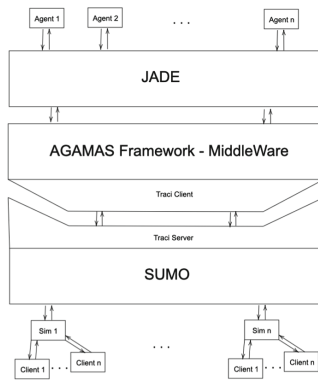 Agent 1
Agent 2
. . .
Agent n
JADE
AGAMAS Framework - MiddleWare
Traci Client
Traci Server
SUMO
Sim 1
. . .
Sim n
Client 1 . . . Client n
Client 1 . . . Client n